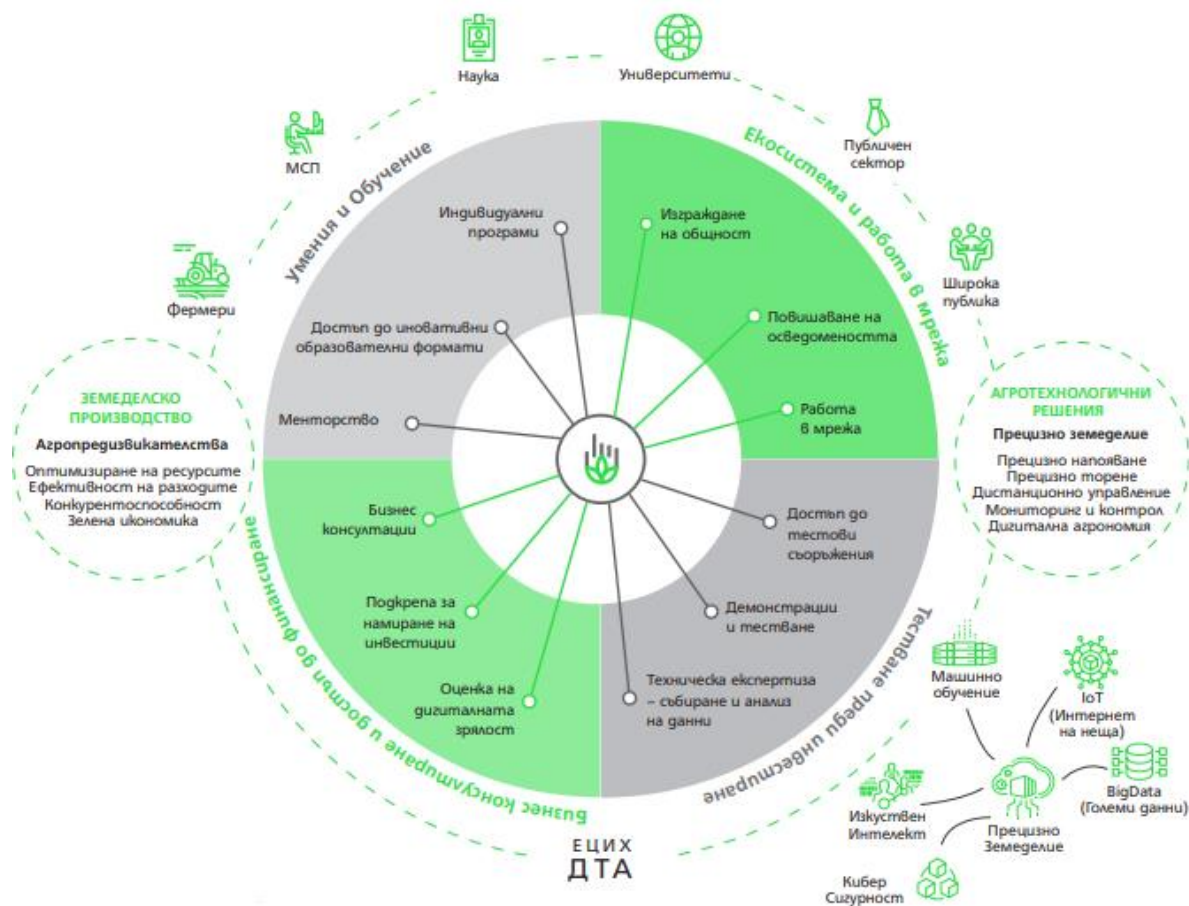 Наука
Университети
МСП
Публичен
сектор
Фермери
Широка
публика
Умения и Обучение
Екосистема и работа в мрежа
Индивидуални
програми
Достъп до иновативни
образователни формати
Менторство
Изграждане
на общност
Повишаване на
осведомеността
Работа
в мрежа
ЗЕМЕДЕЛСКО
ПРОИЗВОДСТВО
Агропредизвикателства
Оптимизиране на ресурсите
Ефективност на разходите
Конкурентоспособност
Зелена икономика
АГРОТЕХНОЛОГИЧНИ
РЕШЕНИЯ
Прецизно земеделие
Прецизно напояване
Прецизно торене
Дистанционно управление
Мониторинг и контрол
Дигитална агрономия
Бизнес
консултации
Подкрепа за
намиране на
инвестиции
Оценка на
дигиталната
зрялост
Достъп до
тестови
съоръжения
Демонстрации
и тестване
Техническа експертиза
– събиране и анализ
на данни
Бизнес консултиране и достъп до финансиране
Тестване преди инвестиране
Машинно
обучение
IoT
(Интернет
на неща)
BigData
(Големи данни)
Изкуствен
Интелект
Прецизно
Земеделие
Кибер
Сигурност
ЕЦИХ
ДТА